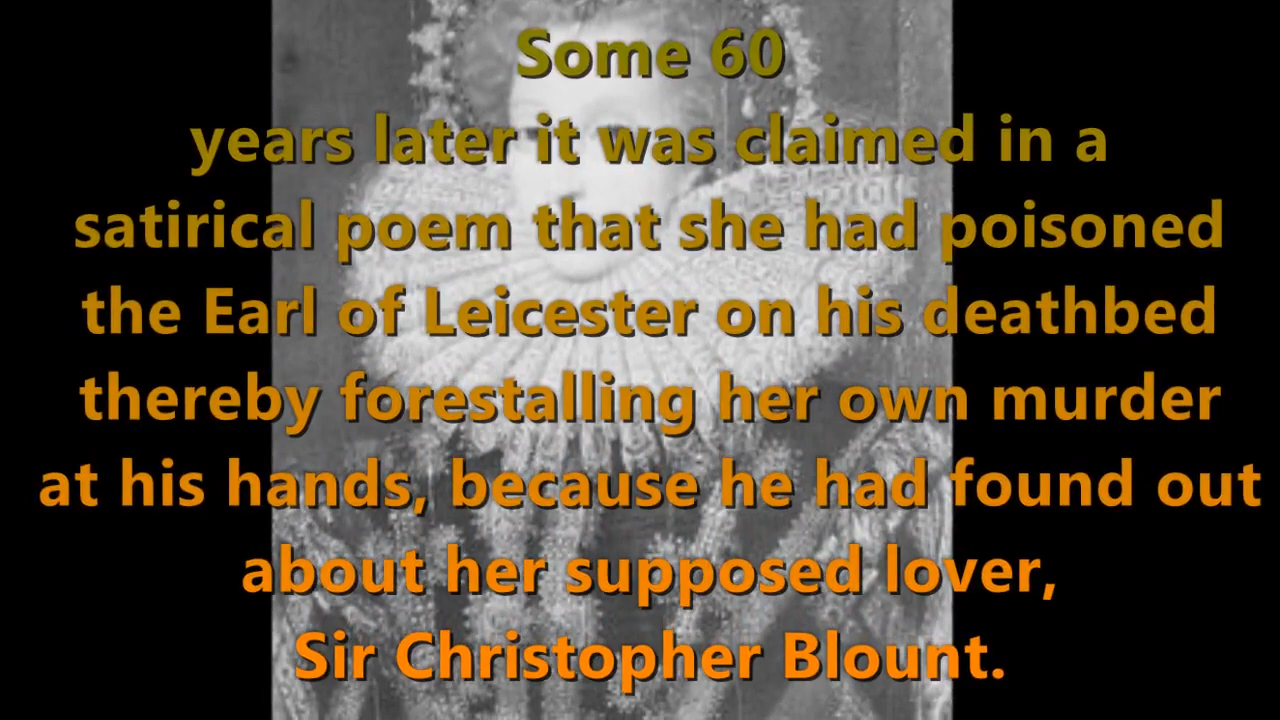 Some 60
years later it was claimed in a
satirical poem that she had poisoned
the Earl of Leicester on his deathbed
thereby forestalling her own murder
at his hands, because he had found out
about her supposed lover,
Sir Christopher Blount.